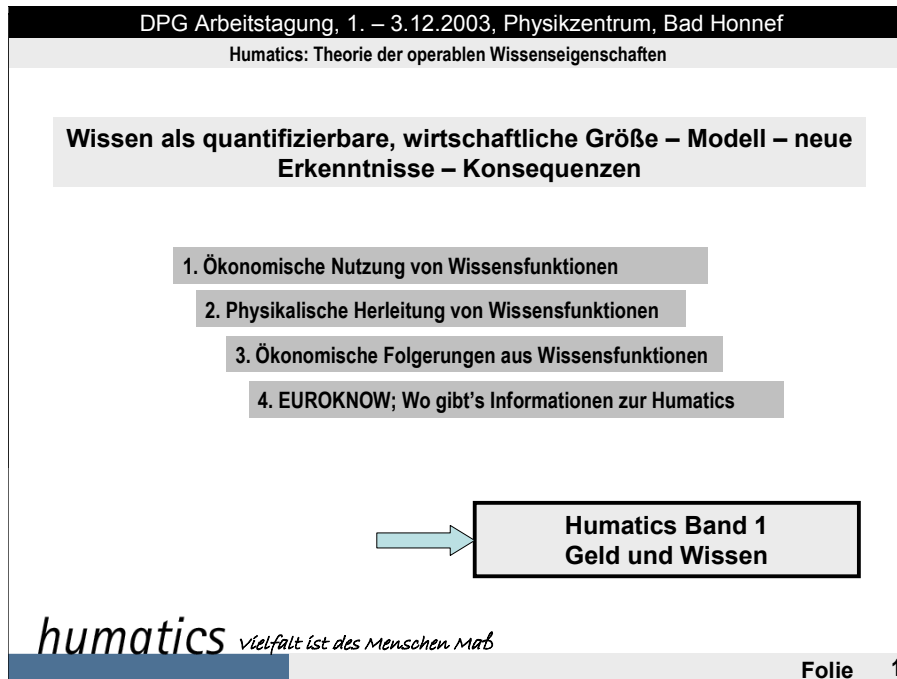 DPG Arbeitstagung, 1. – 3.12.2003, Physikzentrum, Bad Honnef
Humatics: Theorie der operablen Wissenseigenschaften
Wissen als quantifizierbare, wirtschaftliche Größe – Modell – neue
Erkenntnisse – Konsequenzen
1. Ökonomische Nutzung von Wissensfunktionen
2. Physikalische Herleitung von Wissensfunktionen
3. Ökonomische Folgerungen aus Wissensfunktionen
4. EUROKNOW; Wo gibt's Informationen zur Humatics
Humatics Band 1
Geld und Wissen
humatics Vielfalt ist des Menschen Maß
Folie 1